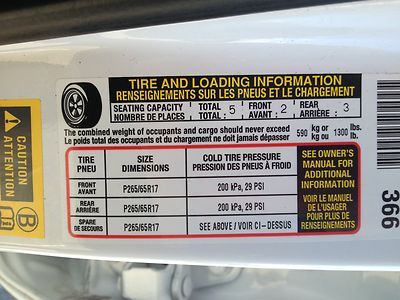 TIRE AND LOADING INFORMATION
RENSEIGNEMENTS SUR LES PNEUS ET LE CHARGEMENT
SEATING CAPACITY TOTAL 5 FRONT 2 REAR 3
NOMBRE DE PLACES : TOTAL : AVANT : ARRIÈRE :
The combined weight of occupants and cargo should never exceed 590 kg or 1300 lbs.
Le poids total des occupants et du chargement ne doit jamais dépasser kg ou lb.
TIRE SIZE COLD TIRE PRESSURE
PNEU DIMENSIONS PRESSION DES PNEUS À FROID
FRONT
AVANT P265/65R17 200 kPa, 29 PSI
REAR
ARRIÈRE P265/65R17 200 kPa, 29 PSI
SPARE
DE SECOURS P265/65R17 SEE ABOVE / VOIR CI-DESSUS
SEE OWNER'S
MANUAL FOR
ADDITIONAL
INFORMATION
VOIR LE MANUEL
DE L'USAGER
POUR PLUS DE
RENSEIGNEMENTS
CAUTION
ATTENTION
B
366